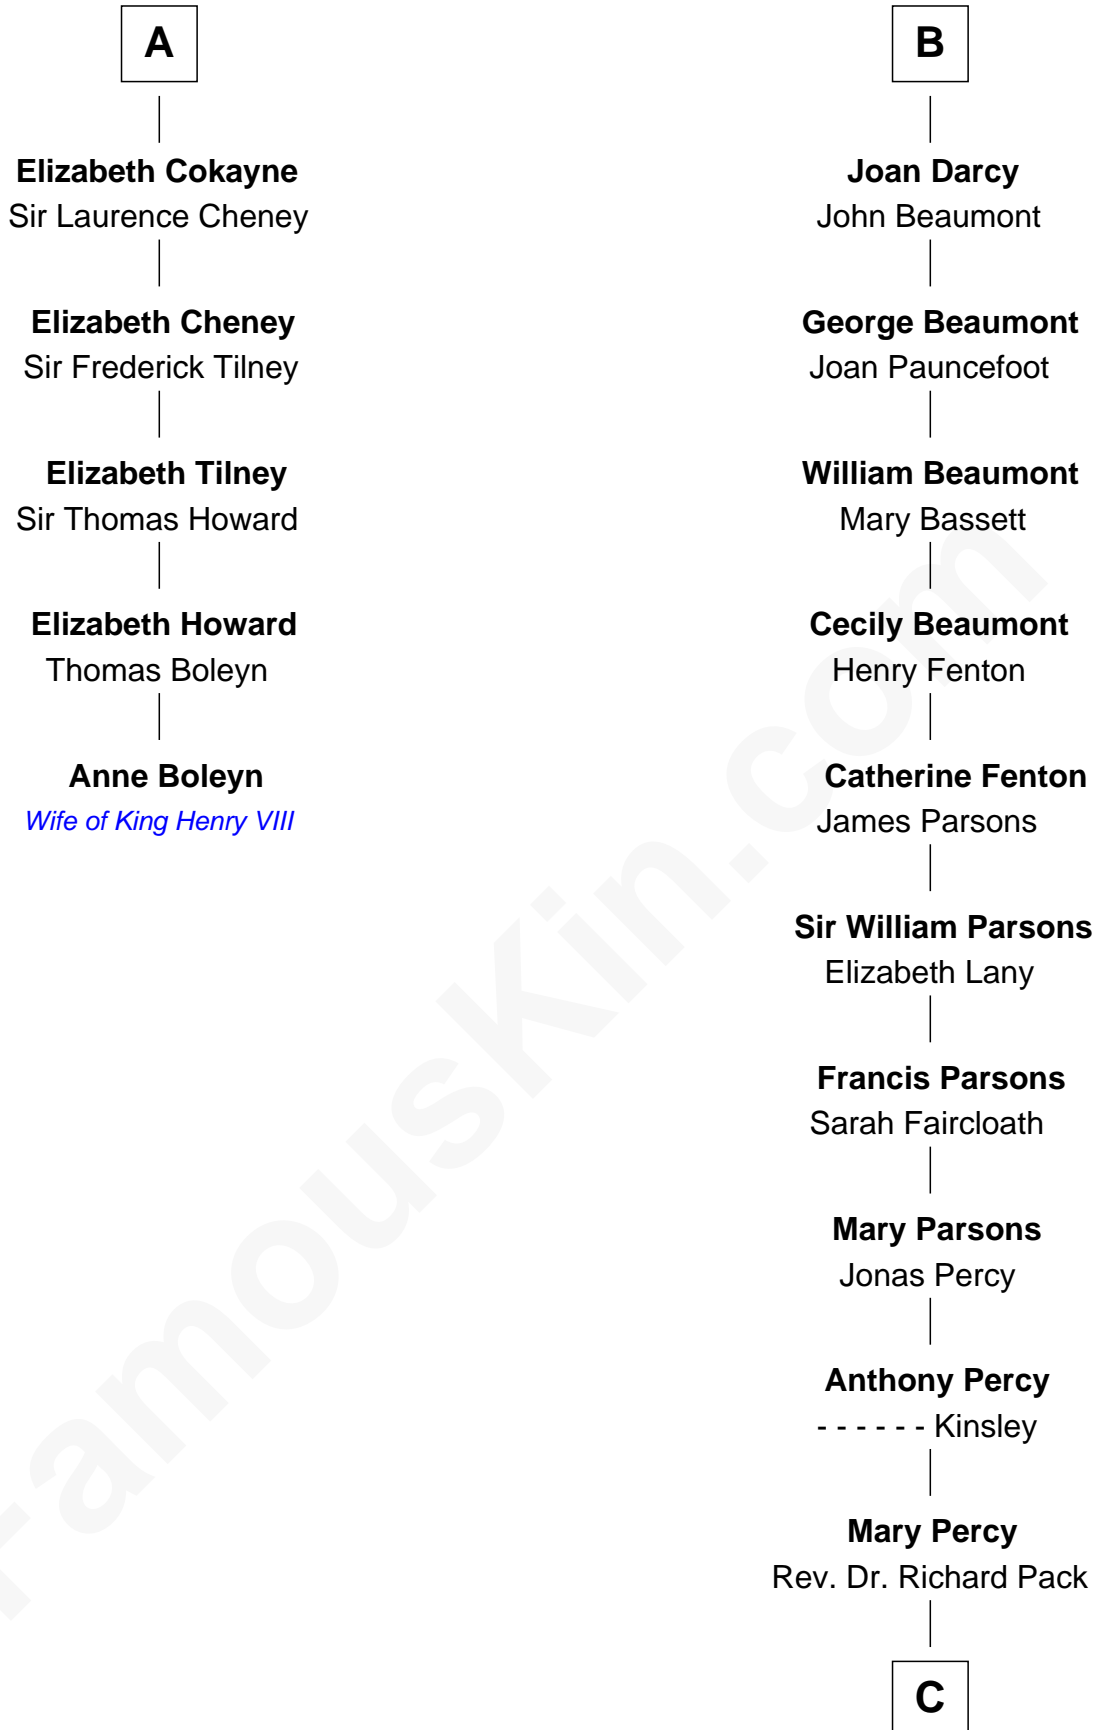 A
Elizabeth Cokayne
Sir Laurence Cheney
Elizabeth Cheney
Sir Frederick Tilney
Elizabeth Tilney
Sir Thomas Howard
Elizabeth Howard
Thomas Boleyn
Anne Boleyn
Wife of King Henry VIII
B
Joan Darcy
John Beaumont
George Beaumont
Joan Pauncefoot
William Beaumont
Mary Bassett
Cecily Beaumont
Henry Fenton
Catherine Fenton
James Parsons
Sir William Parsons
Elizabeth Lany
Francis Parsons
Sarah Faircloath
Mary Parsons
Jonas Percy
Anthony Percy
- - - - - - Kinsley
Mary Percy
Rev. Dr. Richard Pack
C
FamousKin.com